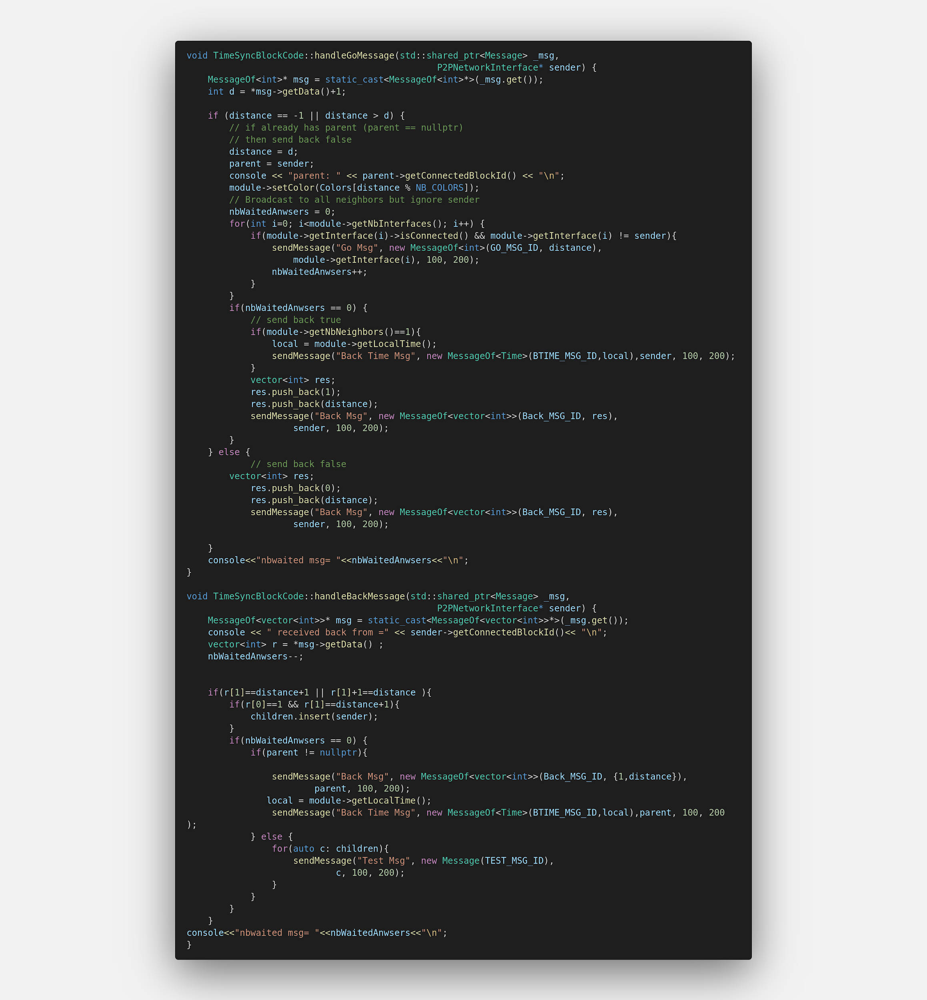 void TimeSyncBlockCode::handleGoMessage(std::shared_ptr<Message> _msg,
                                               P2PNetworkInterface* sender) {
    MessageOf<int>* msg = static_cast<MessageOf<int>*>(_msg.get());
    int d = *msg->getData()+1;

    if (distance == -1 || distance > d) {
        // if already has parent (parent == nullptr)
        // then send back false
        distance = d;
        parent = sender;
        console << "parent: " << parent->getConnectedBlockId() << "\n";
        module->setColor(Colors[distance % NB_COLORS]);
        // Broadcast to all neighbors but ignore sender
        nbWaitedAnwsers = 0;
        for(int i=0; i<module->getNbInterfaces(); i++) {
            if(module->getInterface(i)->isConnected() && module->getInterface(i) != sender){
                sendMessage("Go Msg", new MessageOf<int>(GO_MSG_ID, distance),
                    module->getInterface(i), 100, 200);
                nbWaitedAnwsers++;
            }
        }
        if(nbWaitedAnwsers == 0) {
            // send back true
            if(module->getNbNeighbors()==1){
                local = module->getLocalTime();
                sendMessage("Back Time Msg", new MessageOf<Time>(BTIME_MSG_ID,local),sender, 100, 200);
            }
            vector<int> res;
            res.push_back(1);
            res.push_back(distance);
            sendMessage("Back Msg", new MessageOf<vector<int>>(Back_MSG_ID, res),
                    sender, 100, 200);
        }
    } else {
            // send back false
        vector<int> res;
            res.push_back(0);
            res.push_back(distance);
            sendMessage("Back Msg", new MessageOf<vector<int>>(Back_MSG_ID, res),
                    sender, 100, 200);

    }
    console<<"nbwaited msg= "<<nbWaitedAnwsers<<"\n";
}

void TimeSyncBlockCode::handleBackMessage(std::shared_ptr<Message> _msg,
                                               P2PNetworkInterface* sender) {
    MessageOf<vector<int>>* msg = static_cast<MessageOf<vector<int>>*>(_msg.get());
    console << " received back from =" << sender->getConnectedBlockId()<< "\n";
    vector<int> r = *msg->getData() ;
    nbWaitedAnwsers--;


    if(r[1]==distance+1 || r[1]+1==distance ){
        if(r[0]==1 && r[1]==distance+1){
            children.insert(sender);
        }
        if(nbWaitedAnwsers == 0) {
            if(parent != nullptr){

                sendMessage("Back Msg", new MessageOf<vector<int>>(Back_MSG_ID, {1,distance}),
                        parent, 100, 200);
               local = module->getLocalTime();
                sendMessage("Back Time Msg", new MessageOf<Time>(BTIME_MSG_ID,local),parent, 100, 200
);
            } else {
                for(auto c: children){
                    sendMessage("Test Msg", new Message(TEST_MSG_ID),
                            c, 100, 200);
                }
            }
        }
    }
console<<"nbwaited msg= "<<nbWaitedAnwsers<<"\n";
}